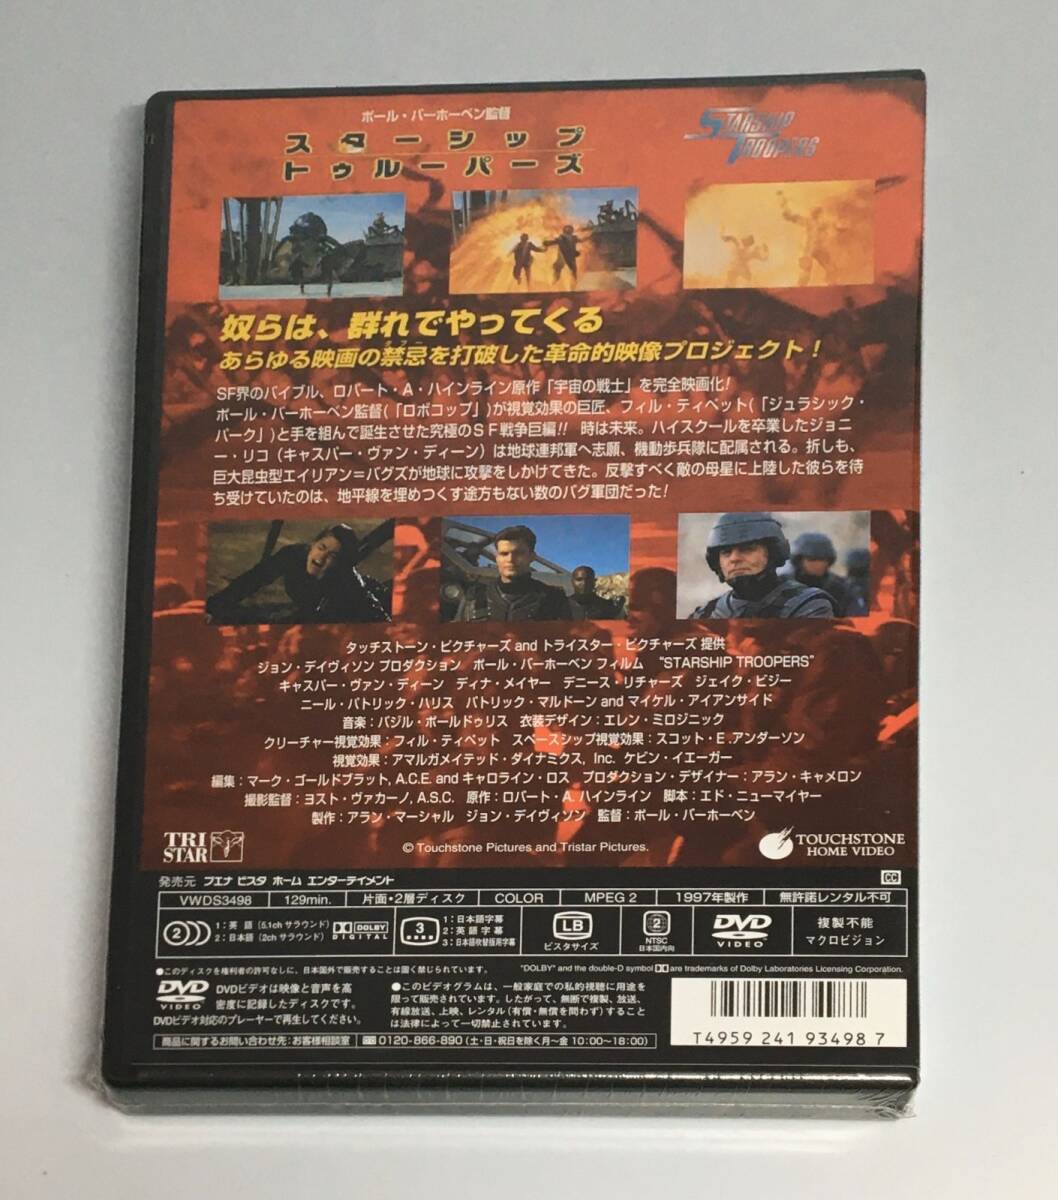 ポール・バーホーベン監督
スターシップ
トゥルーパーズ
STARSHIP
TROOPERS
奴らは、群れでやってくる
タブー
あらゆる映画の禁忌を打破した革命的映像プロジェクト!
SF界のバイブル、ロバート・A・ハインライン原作「宇宙の戦士」を完全映画化!
ポール・バーホーベン監督(「ロボコップ」)が視覚効果の巨匠、フィル・ティペット(「ジュラシック・
パーク」)と手を組んで誕生させた究極のSF戦争巨編!! 時は未来。ハイスクールを卒業したジョニ
ー・リコ(キャスパー・ヴァン・ディーン)は地球連邦軍へ志願、機動歩兵隊に配属される。折しも、
巨大昆虫型エイリアン=バグズが地球に攻撃をしかけてきた。反撃すべく敵の母星に上陸した彼らを待
ち受けていたのは、地平線を埋めつくす途方もない数のバグ軍団だった!
タッチストーン・ピクチャーズ and トライスター・ピクチャーズ 提供
ジョン・デイヴィソン プロダクション ポール・バーホーベン フィルム "STARSHIP TROOPERS"
キャスパー・ヴァン・ディーン ディナ・メイヤー デニース・リチャーズ ジェイク・ビジー
ニール・パトリック・ハリス パトリック・マルドーン and マイケル・アイアンサイド
音楽:バジル・ポールドゥリス 衣装デザイン:エレン・ミロジニック
クリーチャー視覚効果:フィル・ティペット スペースシップ視覚効果:スコット・E.アンダーソン
視覚効果:アマルガメイテッド・ダイナミクス, Inc. ケビン・イエーガー
編集:マーク・ゴールドブラット, A.C.E. and キャロライン・ロス プロダクション・デザイナー:アラン・キャメロン
撮影監督:ヨスト・ヴァカーノ, A.S.C. 原作:ロバート・A. ハインライン 脚本:エド・ニューマイヤー
製作:アラン・マーシャル ジョン・デイヴィソン 監督:ポール・バーホーベン
TRI
STAR
© Touchstone Pictures and Tristar Pictures.
TOUCHSTONE
HOME VIDEO
発売元 ブエナ ビスタ ホーム エンターテイメント
CC
VWDS3498 129min. 片面・2層ディスク COLOR MPEG 2 1997年製作 無許諾レンタル不可
2
1:英 語 (5.1ch サラウンド)
2:日本語 (2ch サラウンド)
DOLBY
DIGITAL
3
1:日本語字幕
2:英語字幕
3:日本語吹替版用字幕
LB
ビスタサイズ
2
NTSC
日本国内向
DVD
VIDEO
複製不能
マクロビジョン
●このディスクを権利者の許可なしに、日本国外で販売することは固く禁じられています。
"DOLBY" and the double-D symbol are trademarks of Dolby Laboratories Licensing Corporation.
DVD
VIDEO
DVDビデオは映像と音声を高
密度に記録したディスクです。
DVDビデオ対応のプレーヤーで再生してください。
●このビデオグラムは、一般家庭での私的視聴に用途を
限って販売されています。したがって、無断で複製、放送、
有線放送、上映、レンタル(有償・無償を問わず)すること
は法律によって一切禁止されています。
商品に関するお問い合わせ先:お客様相談室 0120-866-890 (土・日・祝日を除く月~金 10:00~18:00)
T4959 241 93498 7